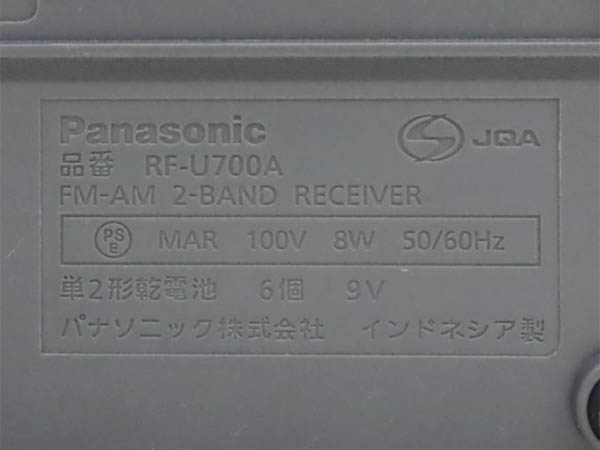 Panasonic JQA
品番 RF-U700A
FM-AM 2-BAND RECEIVER
PSE MAR 100V 8W 50/60Hz
単2形乾電池 6個 9V
パナソニック株式会社 インドネシア製